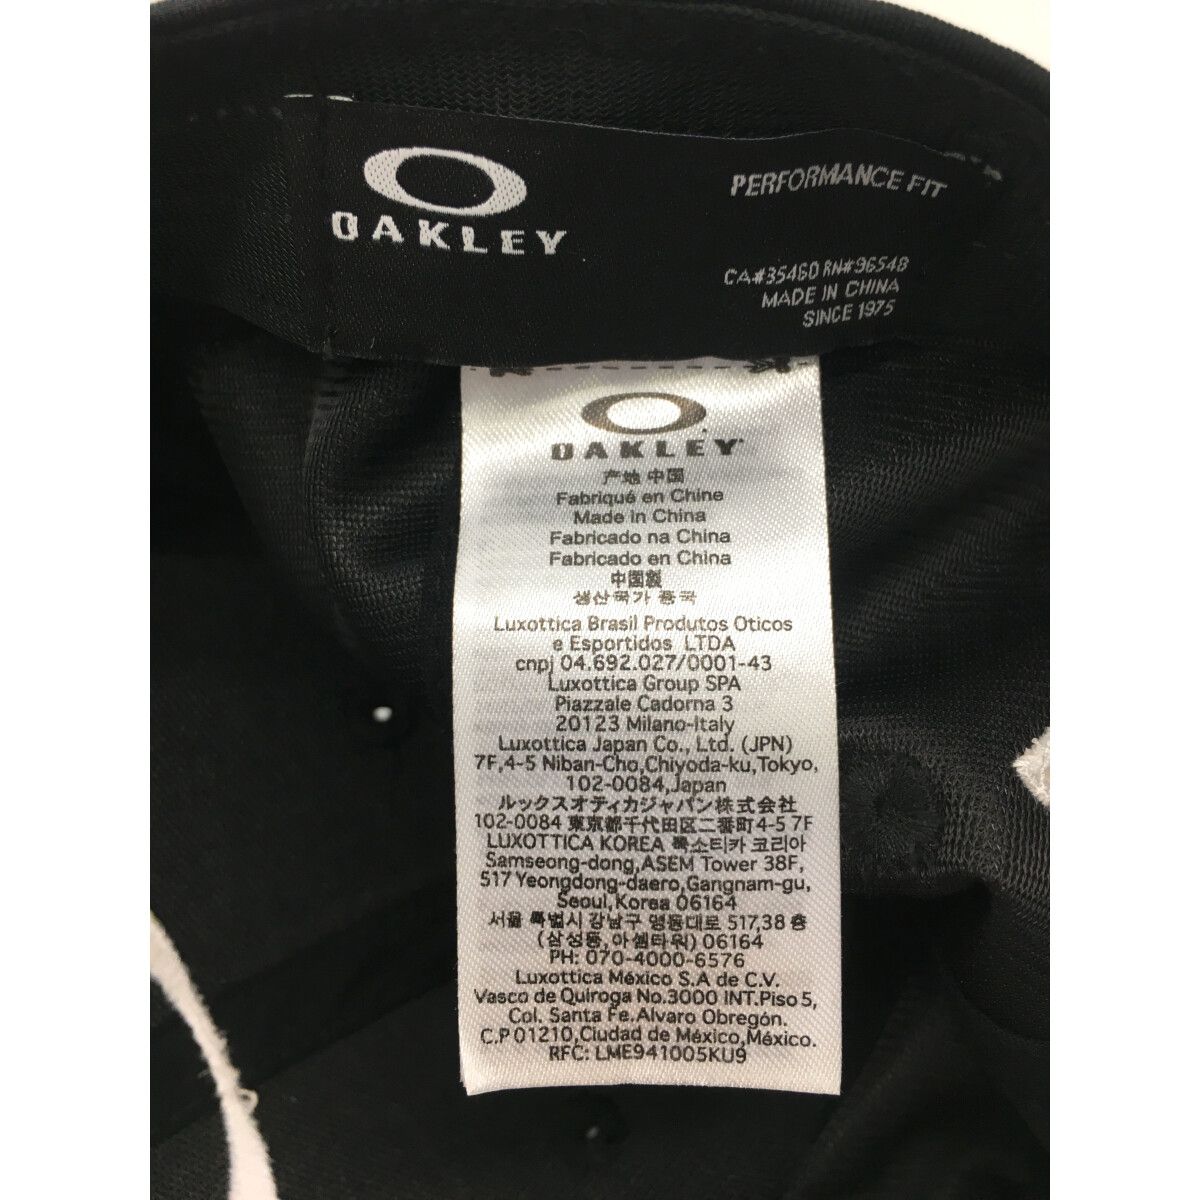 OAKLEY
PERFORMANCE FIT
CA#35460 RN#96548
MADE IN CHINA
SINCE 1975
OAKLEY
产地 中国
Fabriqué en Chine
Made in China
Fabricado na China
Fabricado en China
中国製
생산국가 중국
Luxottica Brasil Produtos Oticos
e Esportidos LTDA
cnpj 04.692.027/0001-43
Luxottica Group SPA
Piazzale Cadorna 3
20123 Milano-Italy
Luxottica Japan Co., Ltd. (JPN)
7F,4-5 Niban-Cho,Chiyoda-ku,Tokyo,
102-0084,Japan
ルックスオティカジャパン株式会社
102-0084 東京都千代田区二番町4-5 7F
LUXOTTICA KOREA 룩소티카 코리아
Samseong-dong,ASEM Tower 38F,
517 Yeongdong-daero,Gangnam-gu,
Seoul,Korea 06164
서울 특별시 강남구 영동대로 517,38 층
(삼성동,아셈타워) 06164
PH: 070-4000-6576
Luxottica México S.A de C.V.
Vasco de Quiroga No.3000 INT.Piso 5,
Col. Santa Fe.Alvaro Obregón.
C.P 01210,Ciudad de México,México.
RFC: LME941005KU9